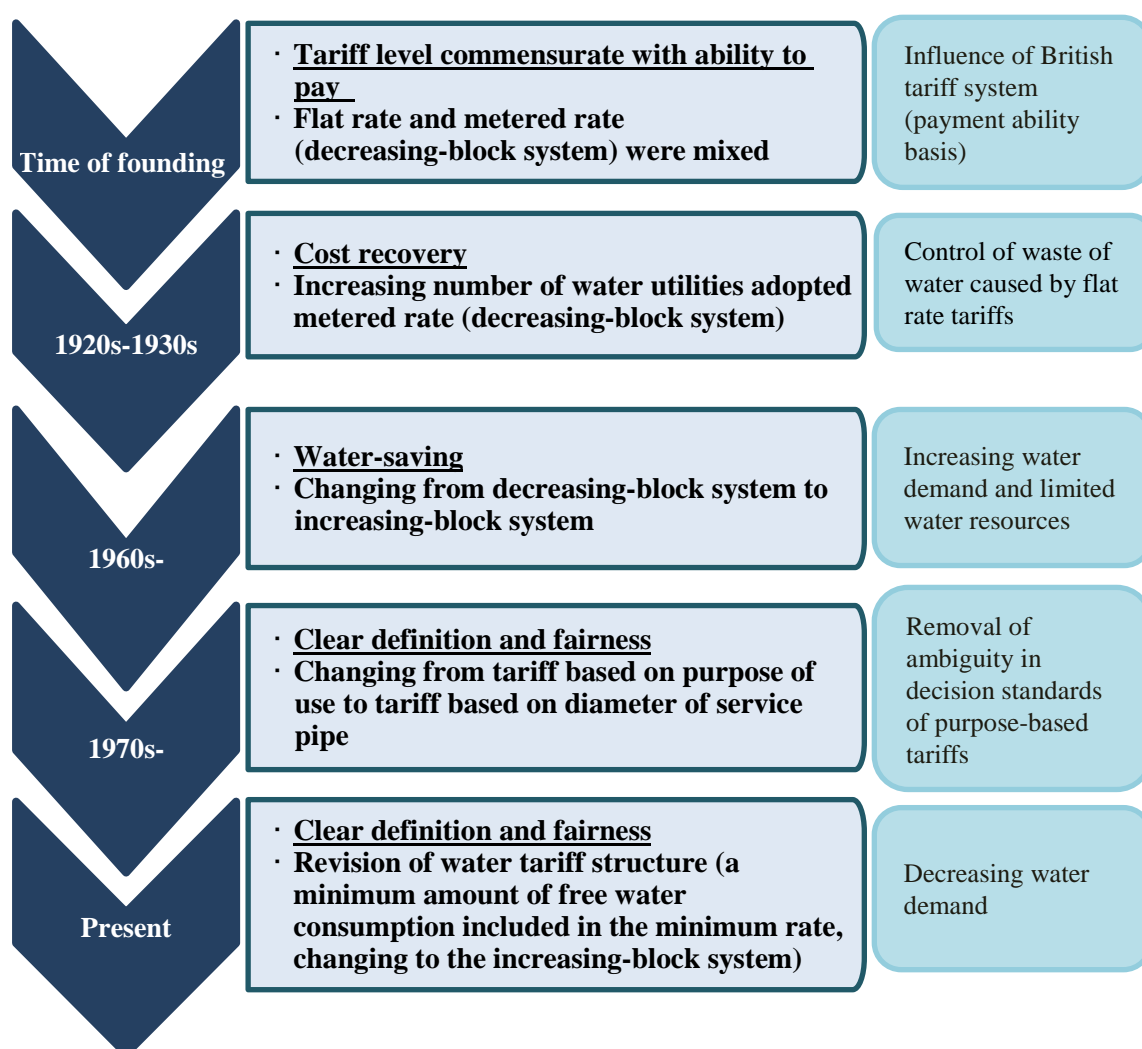 Time of founding
· Tariff level commensurate with ability to
pay
· Flat rate and metered rate
(decreasing-block system) were mixed
Influence of British
tariff system
(payment ability
basis)
1920s-1930s
· Cost recovery
· Increasing number of water utilities adopted
metered rate (decreasing-block system)
Control of waste of
water caused by flat
rate tariffs
1960s-
· Water-saving
· Changing from decreasing-block system to
increasing-block system
Increasing water
demand and limited
water resources
1970s-
· Clear definition and fairness
· Changing from tariff based on purpose of
use to tariff based on diameter of service
pipe
Removal of
ambiguity in
decision standards
of purpose-based
tariffs
Present
· Clear definition and fairness
· Revision of water tariff structure (a
minimum amount of free water
consumption included in the minimum rate,
changing to the increasing-block system)
Decreasing water
demand